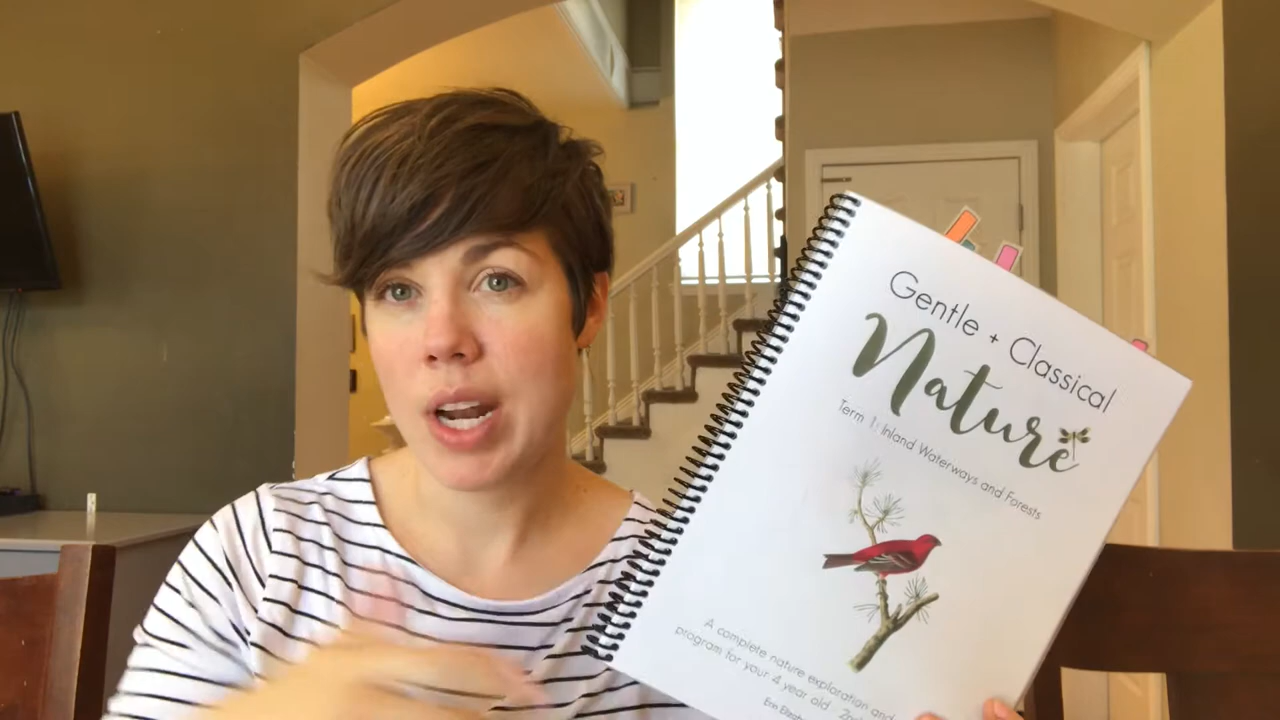 Gentle + Classical
Nature
Term 1: Inland Waterways and Forests
A complete nature exploration and
program for your 4 year old
Erin